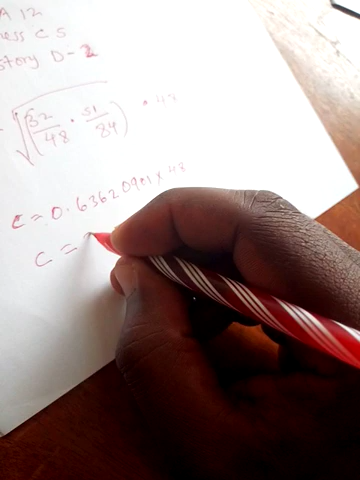 A 12
ness C 5
story D - 2
√(32/48 · 51/84) · 48
c = 0.63620901 × 48
c =